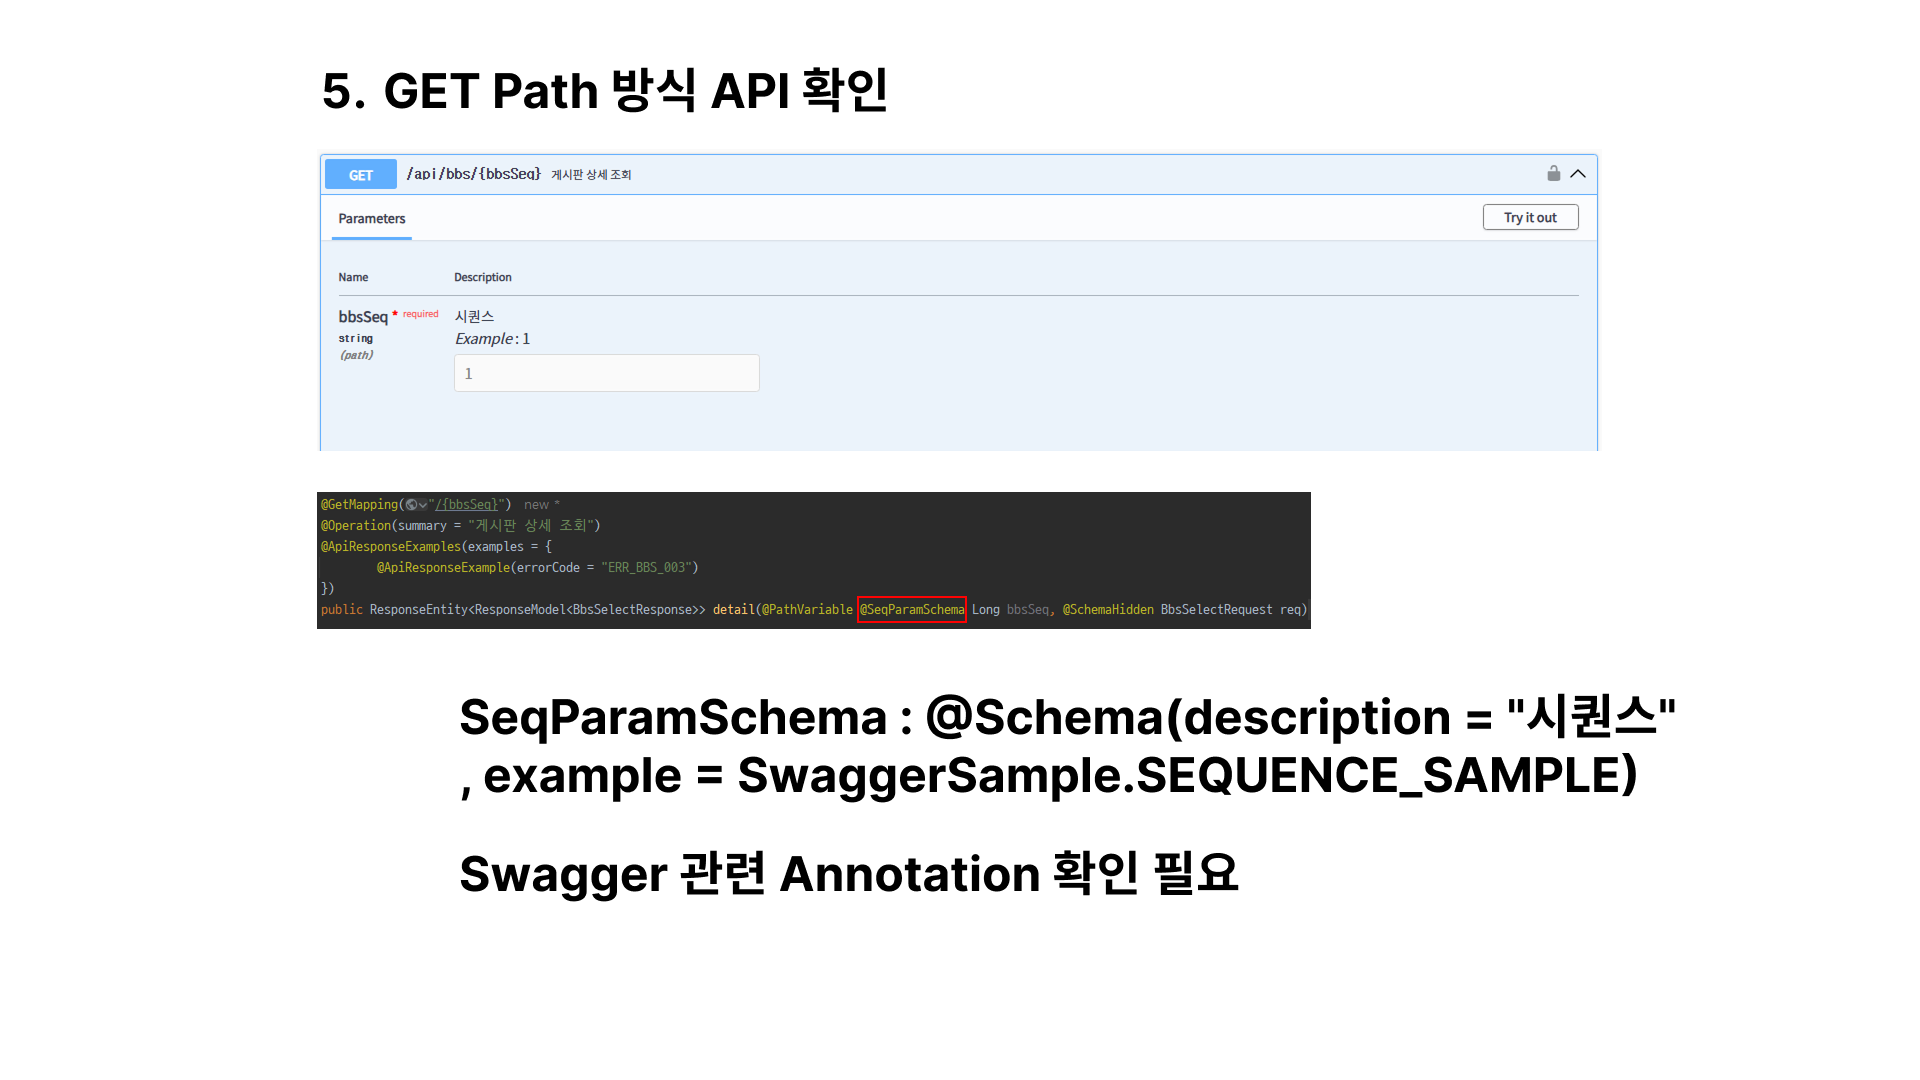 5. GET Path 방식 API 확인
GET /api/bbs/{bbsSeq} 게시판 상세 조회
Parameters Try it out
Name Description
bbsSeq * required 시퀀스
string Example : 1
(path)
1
@GetMapping("/{bbsSeq}") new *
@Operation(summary = "게시판 상세 조회")
@ApiResponseExamples(examples = {
@ApiResponseExample(errorCode = "ERR_BBS_003")
})
public ResponseEntity<ResponseModel<BbsSelectResponse>> detail(@PathVariable @SeqParamSchema Long bbsSeq, @SchemaHidden BbsSelectRequest req)
SeqParamSchema : @Schema(description = "시퀀스"
, example = SwaggerSample.SEQUENCE_SAMPLE)
Swagger 관련 Annotation 확인 필요